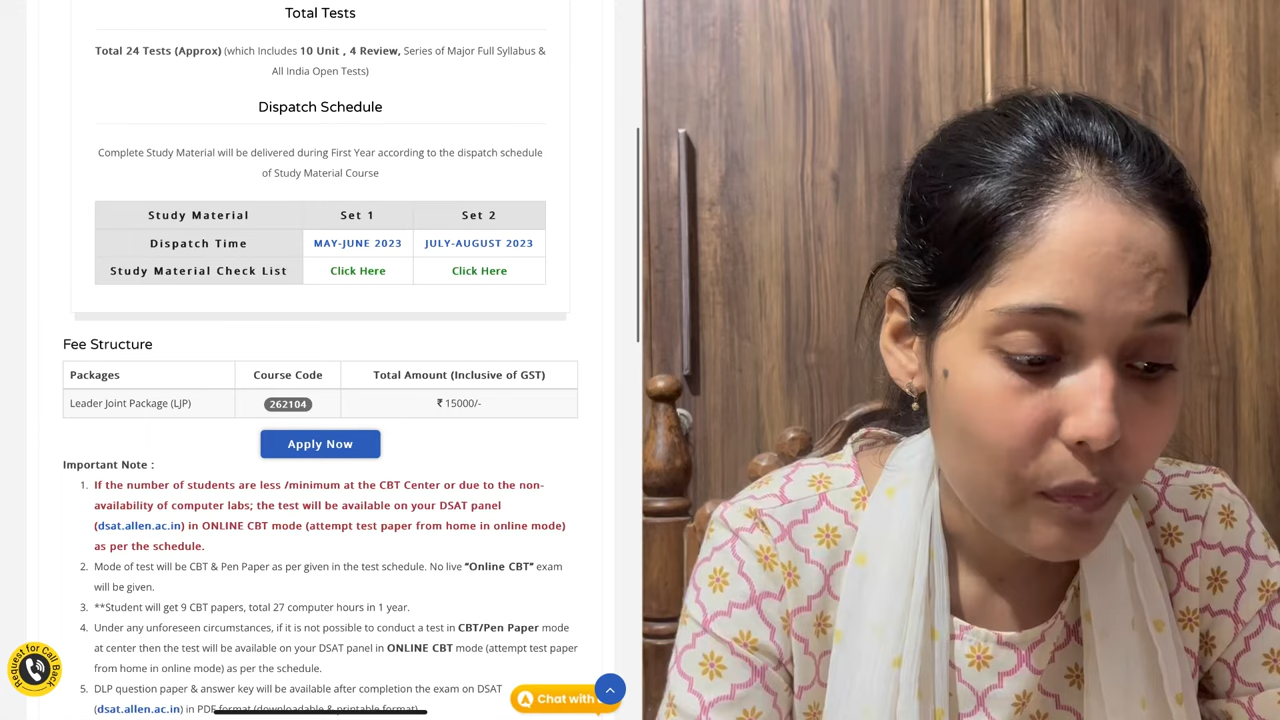 Total Tests
Total 24 Tests (Approx) (which Includes 10 Unit , 4 Review, Series of Major Full Syllabus &
All India Open Tests)
Dispatch Schedule
Complete Study Material will be delivered during First Year according to the dispatch schedule
of Study Material Course
Study Material Set 1 Set 2
Dispatch Time MAY-JUNE 2023 JULY-AUGUST 2023
Study Material Check List Click Here Click Here
Fee Structure
Packages Course Code Total Amount (Inclusive of GST)
Leader Joint Package (LJP) 262104 ₹ 15000/-
Apply Now
Important Note :
1. If the number of students are less /minimum at the CBT Center or due to the non-
availability of computer labs; the test will be available on your DSAT panel
(dsat.allen.ac.in) in ONLINE CBT mode (attempt test paper from home in online mode)
as per the schedule.
2. Mode of test will be CBT & Pen Paper as per given in the test schedule. No live "Online CBT" exam
will be given.
3. **Student will get 9 CBT papers, total 27 computer hours in 1 year.
4. Under any unforeseen circumstances, if it is not possible to conduct a test in CBT/Pen Paper mode
at center then the test will be available on your DSAT panel in ONLINE CBT mode (attempt test paper
from home in online mode) as per the schedule.
5. DLP question paper & answer key will be available after completion the exam on DSAT
(dsat.allen.ac.in) in PDF format (downloadable & printable format)
Request for Call Back
Chat with